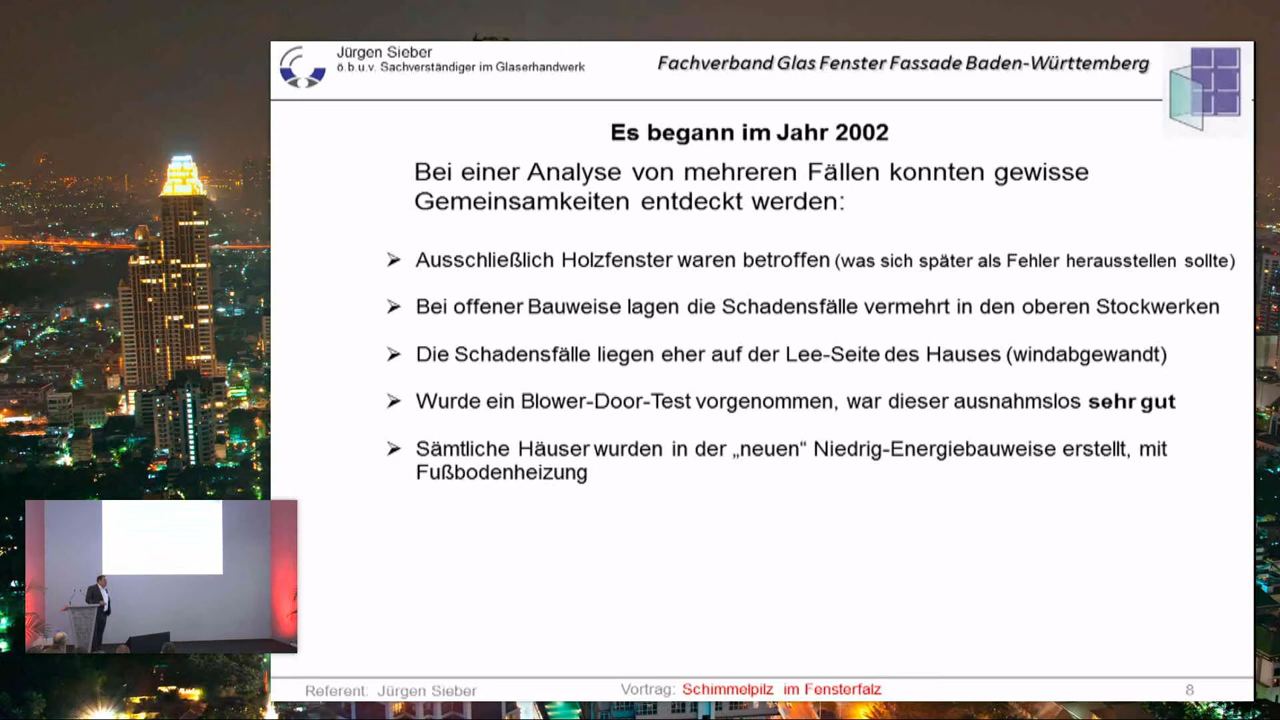 Jürgen Sieber
ö.b.u.v. Sachverständiger im Glaserhandwerk
Fachverband Glas Fenster Fassade Baden-Württemberg
Es begann im Jahr 2002
Bei einer Analyse von mehreren Fällen konnten gewisse
Gemeinsamkeiten entdeckt werden:
➢ Ausschließlich Holzfenster waren betroffen (was sich später als Fehler herausstellen sollte)
➢ Bei offener Bauweise lagen die Schadensfälle vermehrt in den oberen Stockwerken
➢ Die Schadensfälle liegen eher auf der Lee-Seite des Hauses (windabgewandt)
➢ Wurde ein Blower-Door-Test vorgenommen, war dieser ausnahmslos sehr gut
➢ Sämtliche Häuser wurden in der „neuen“ Niedrig-Energiebauweise erstellt, mit
Fußbodenheizung
Referent: Jürgen Sieber
Vortrag: Schimmelpilz im Fensterfalz
8